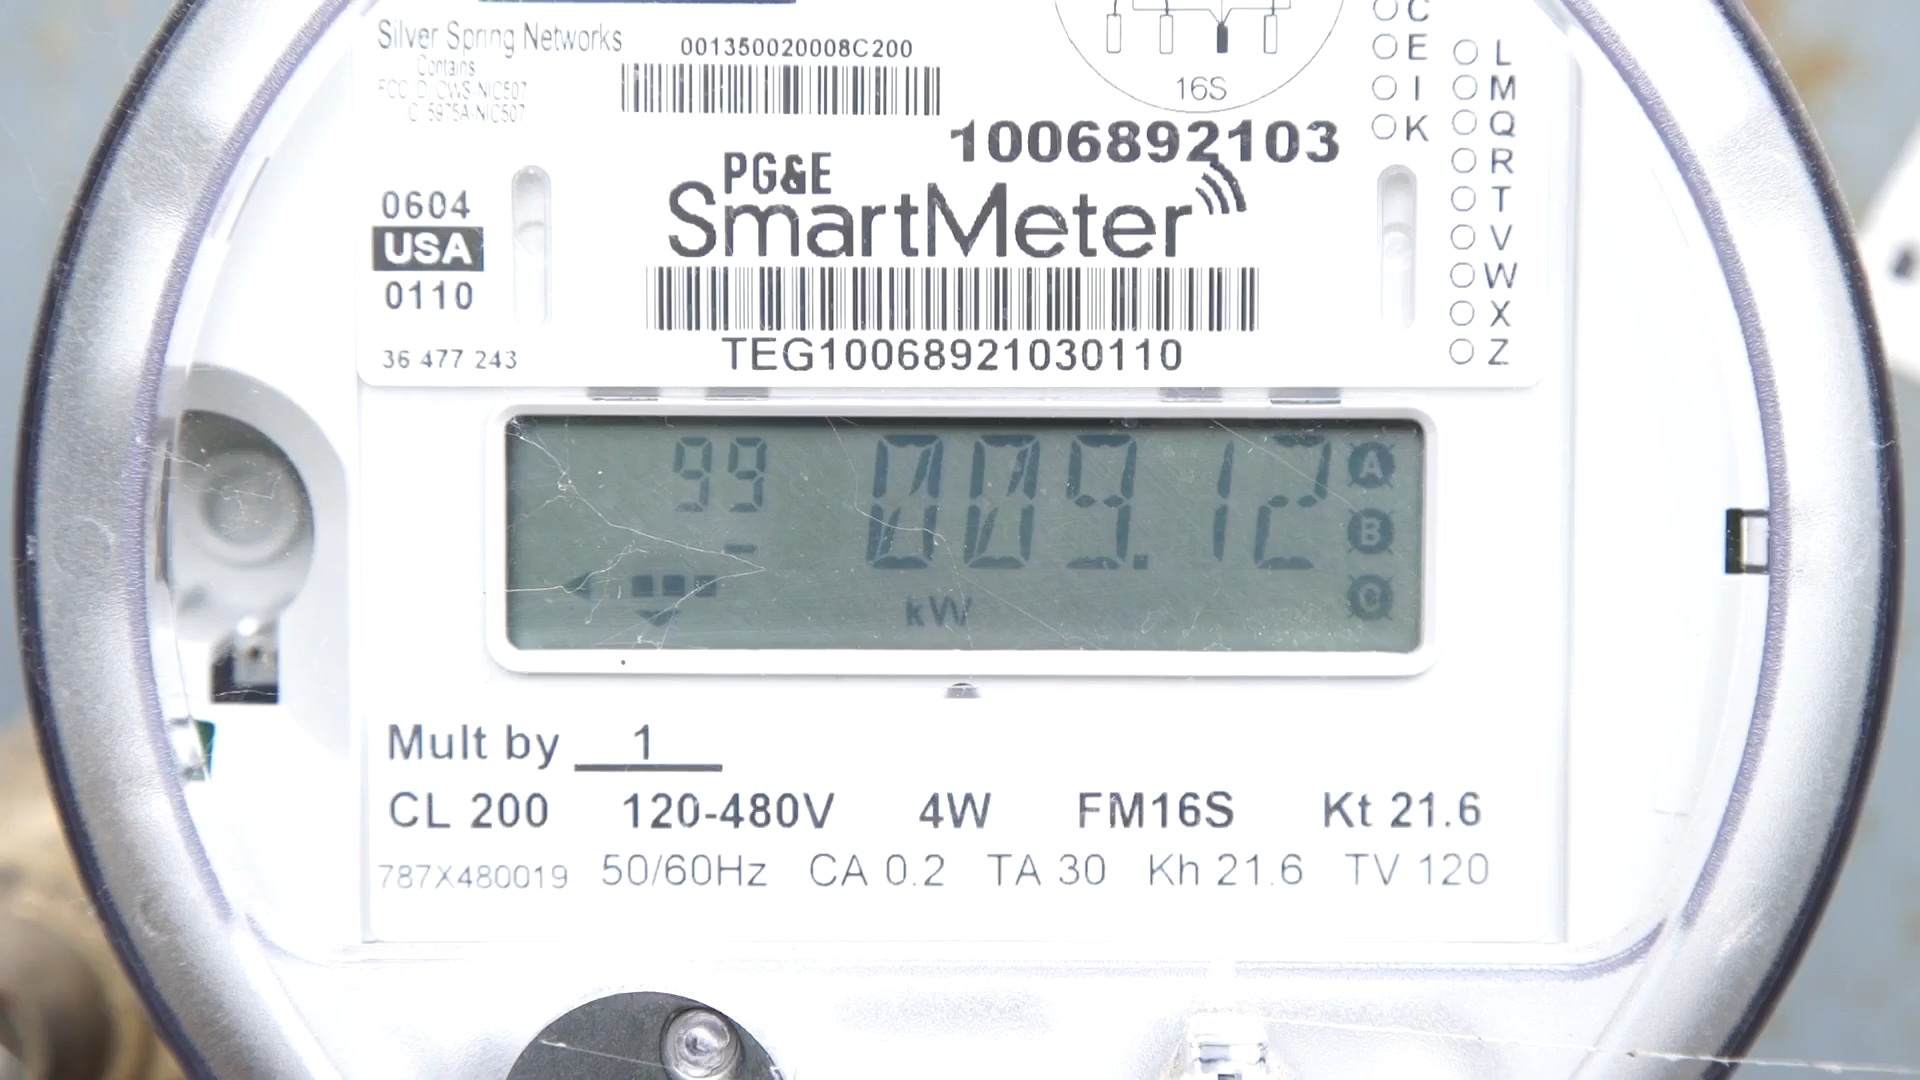 Silver Spring Networks
Contains
001350020008C200
16S
C
E
I
K
L
M
Q
R
T
V
W
X
Z
1006892103
PG&E
SmartMeter
0604
USA
0110
36 477 243
TEG10068921030110
99 009.12
A
B
C
kW
Mult by 1
CL 200 120-480V 4W FM16S Kt 21.6
787X480019 50/60Hz CA 0.2 TA 30 Kh 21.6 TV 120